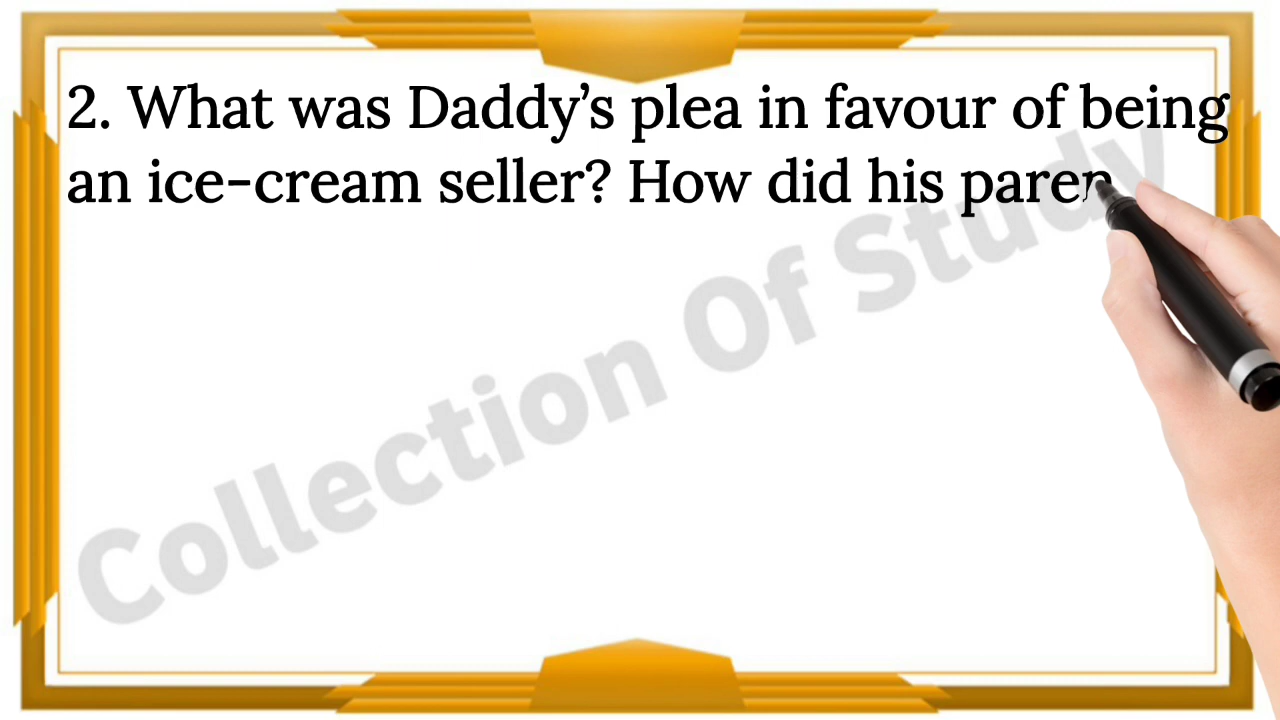 2. What was Daddy’s plea in favour of being
an ice-cream seller? How did his paren
Collection Of Study